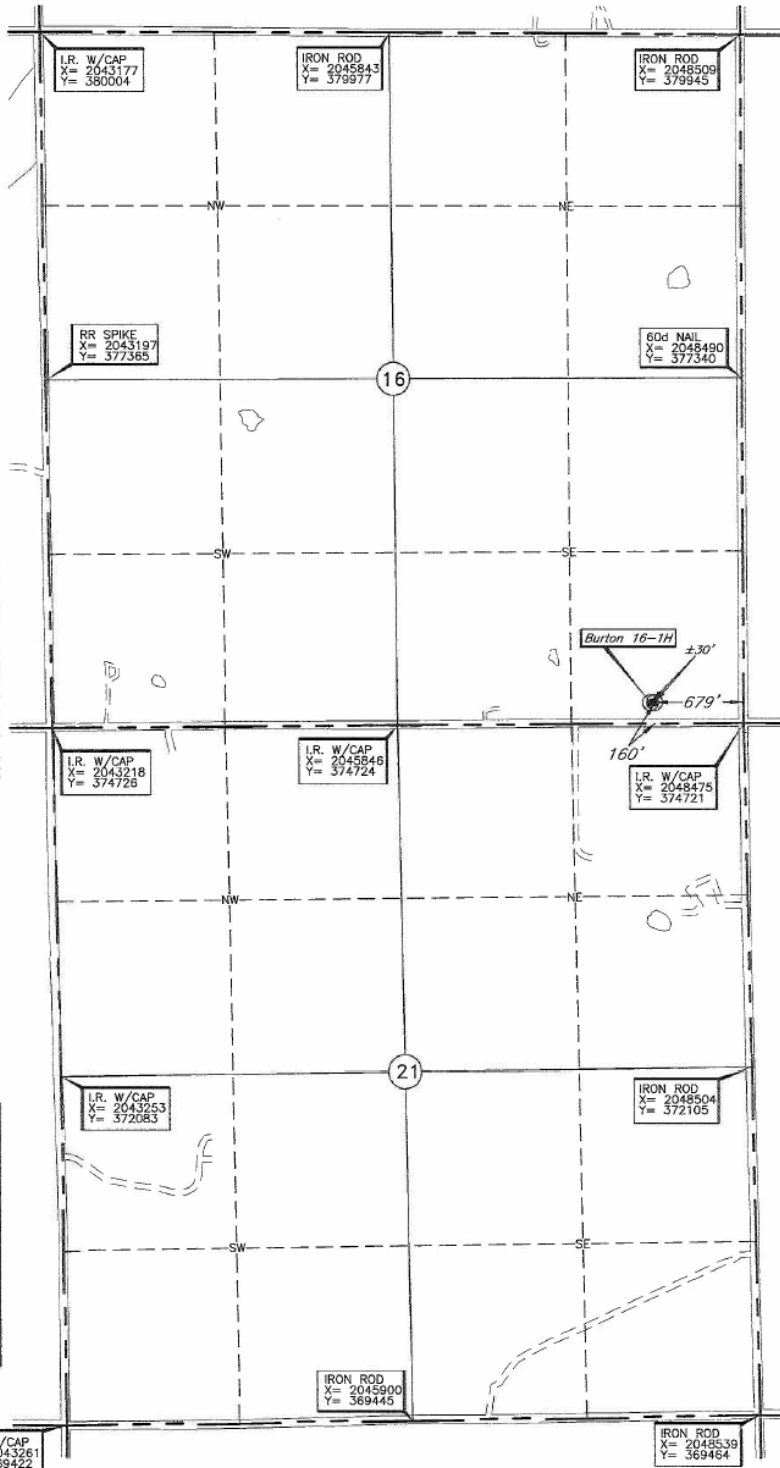 I.R. W/CAP
X= 2043177
Y= 380004
IRON ROD
X= 2045843
Y= 379977
IRON ROD
X= 2048509
Y= 379945
NW
NE
RR SPIKE
X= 2043197
Y= 377365
60d NAIL
X= 2048490
Y= 377340
16
SW
SE
Burton 16-1H
±30'
679'
160'
I.R. W/CAP
X= 2043218
Y= 374726
I.R. W/CAP
X= 2045846
Y= 374724
I.R. W/CAP
X= 2048475
Y= 374721
NW
NE
21
I.R. W/CAP
X= 2043253
Y= 372083
IRON ROD
X= 2048504
Y= 372105
SW
SE
IRON ROD
X= 2045900
Y= 369445
/CAP
043261
69422
IRON ROD
X= 2048539
Y= 369464